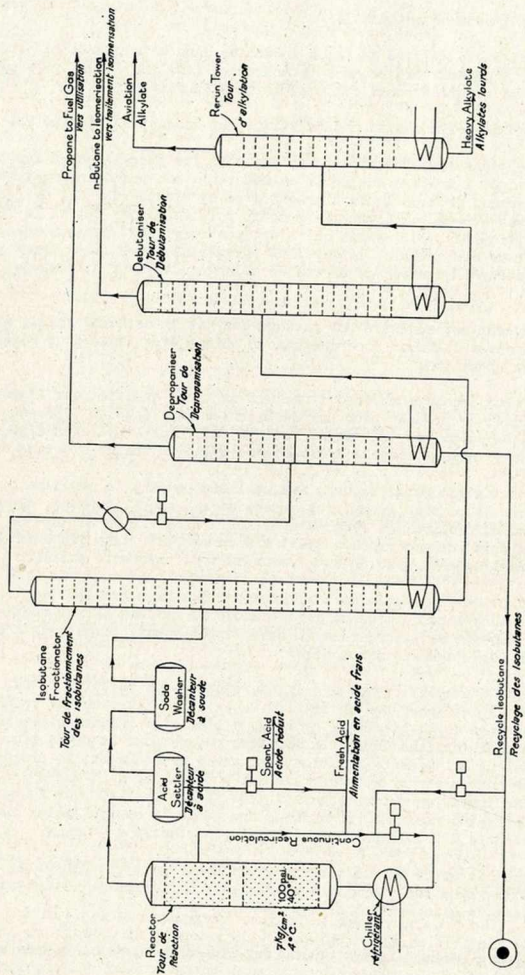 Propane to Fuel Gas
vers utilisation
n-Butane to Isomerisation
vers traitement isomerisation
Aviation
Alkylate
Rerun Tower
Tour
d'alkylation
Heavy Alkylate
Alkylates lourds
Debutaniser
Tour de
Débutanisation
Depropaniser
Tour de
Dépropanisation
Isobutane
Fractionator
Tour de fractionnement
des isobutanes
Soda
Washer
Décanteur
à soude
Acid
Settler
Décanteur
à acide
Spent Acid
Acide réduit
Fresh Acid
Alimentation en acide frais
Continuous Recirculation
Reactor
Tour de
Réaction
7 Kg/cm² 100 psi
4° C. 40° F
Chiller
réfrigérant
Recycle Isobutane
Recyclage des isobutanes